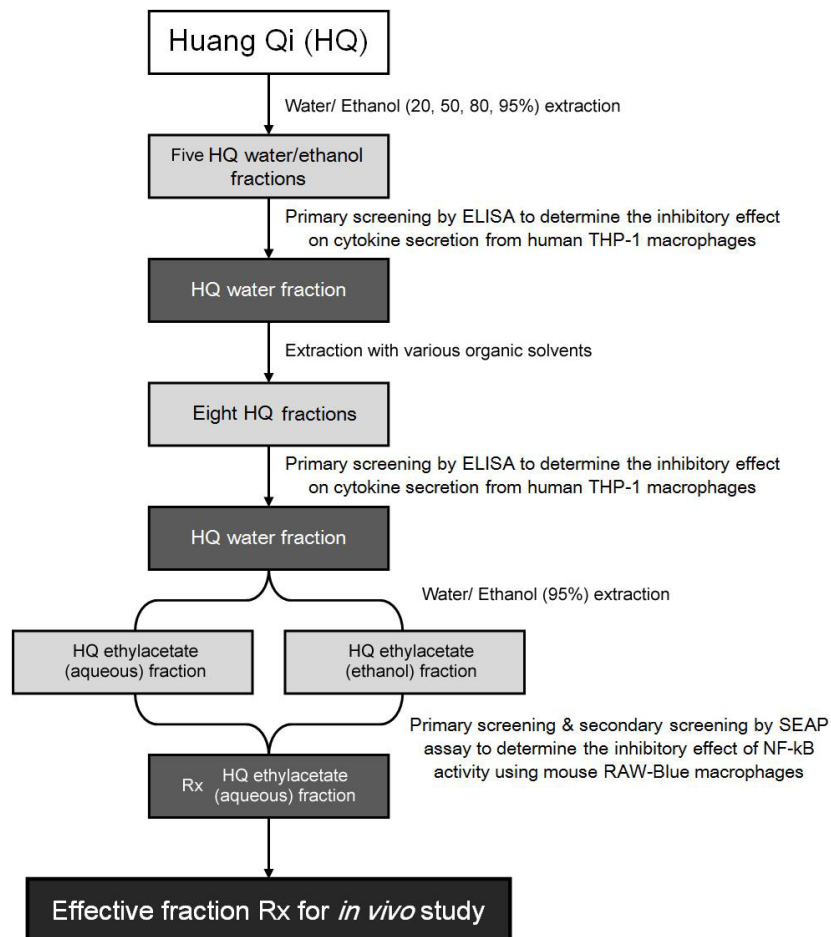 Huang Qi (HQ)
Water/ Ethanol (20, 50, 80, 95%) extraction
Five HQ water/ethanol
fractions
Primary screening by ELISA to determine the inhibitory effect
on cytokine secretion from human THP-1 macrophages
HQ water fraction
Extraction with various organic solvents
Eight HQ fractions
Primary screening by ELISA to determine the inhibitory effect
on cytokine secretion from human THP-1 macrophages
HQ water fraction
Water/ Ethanol (95%) extraction
HQ ethylacetate
(aqueous) fraction
HQ ethylacetate
(ethanol) fraction
Primary screening & secondary screening by SEAP
assay to determine the inhibitory effect of NF-kB
activity using mouse RAW-Blue macrophages
Rx HQ ethylacetate
(aqueous) fraction
Effective fraction Rx for in vivo study